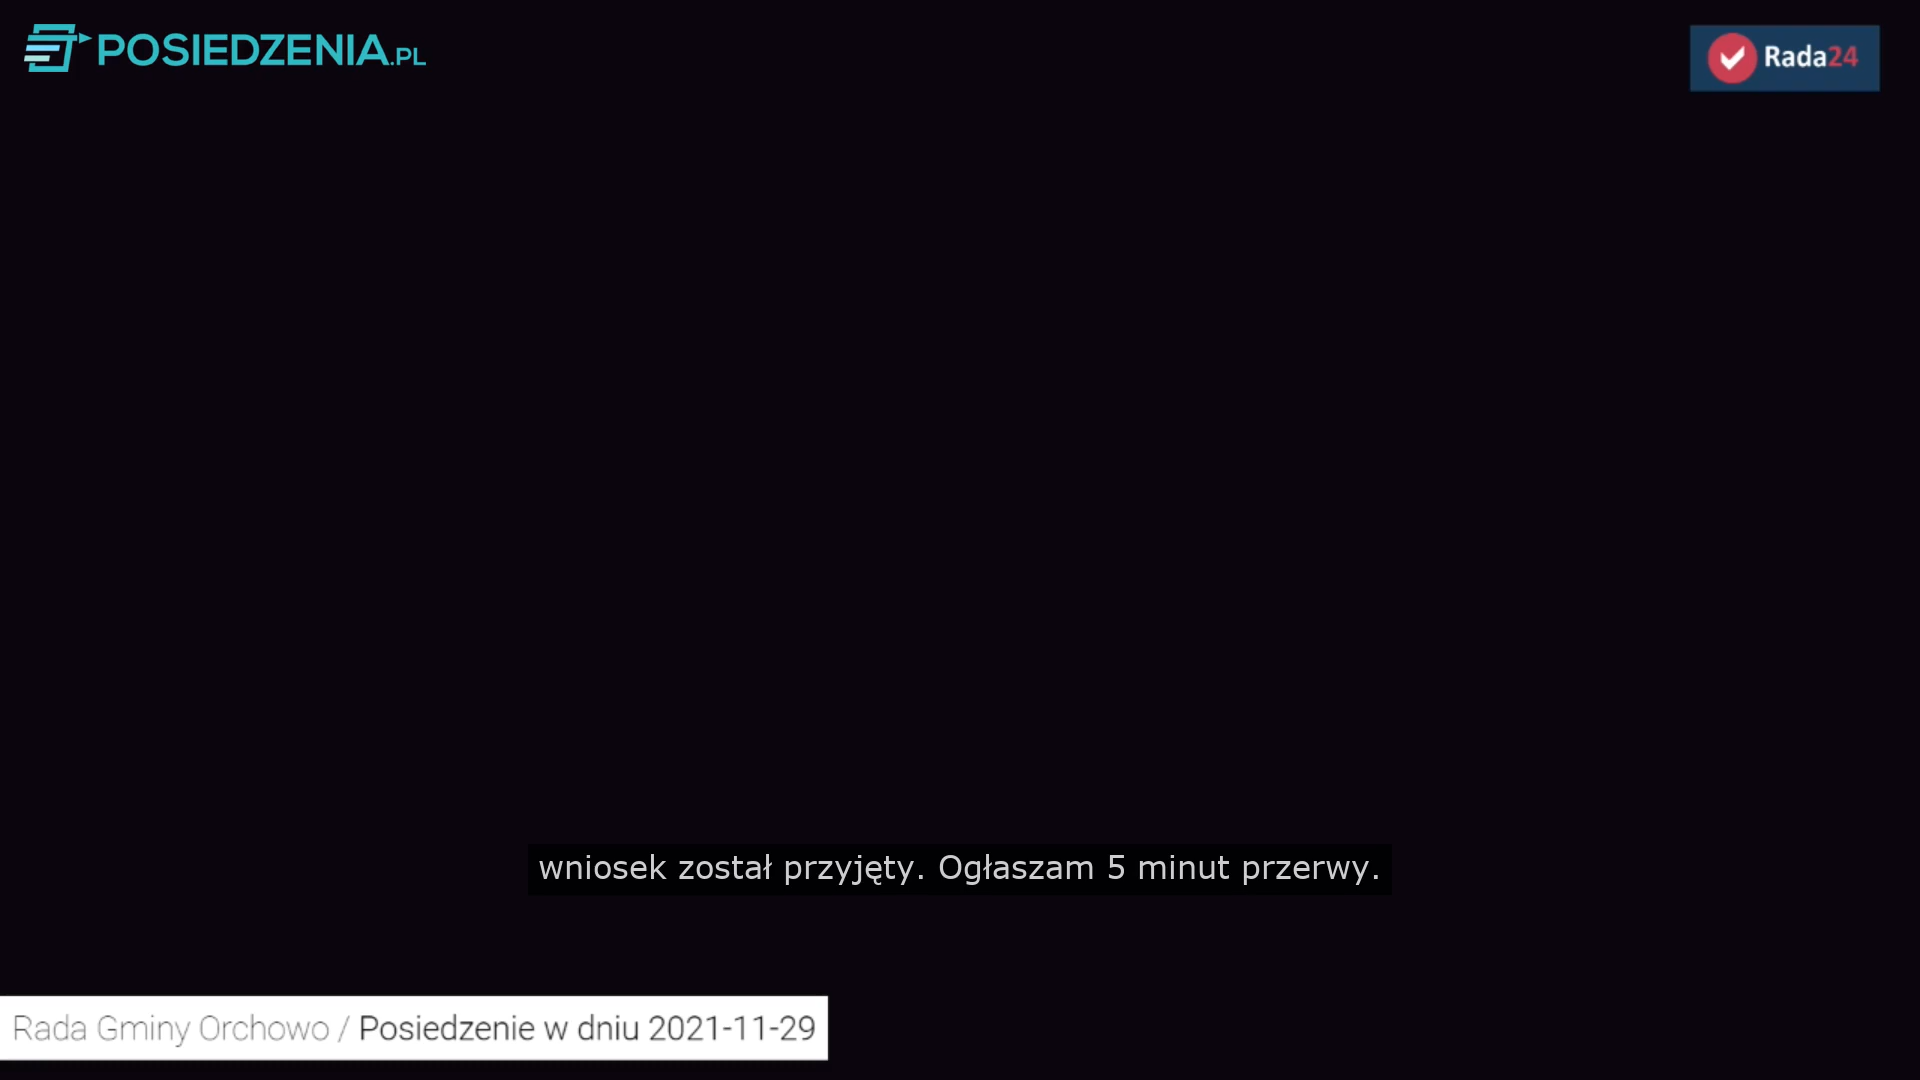 POSIEDZENIA.PL
Rada24
wniosek został przyjęty. Ogłaszam 5 minut przerwy.
Rada Gminy Orchowo / Posiedzenie w dniu 2021-11-29